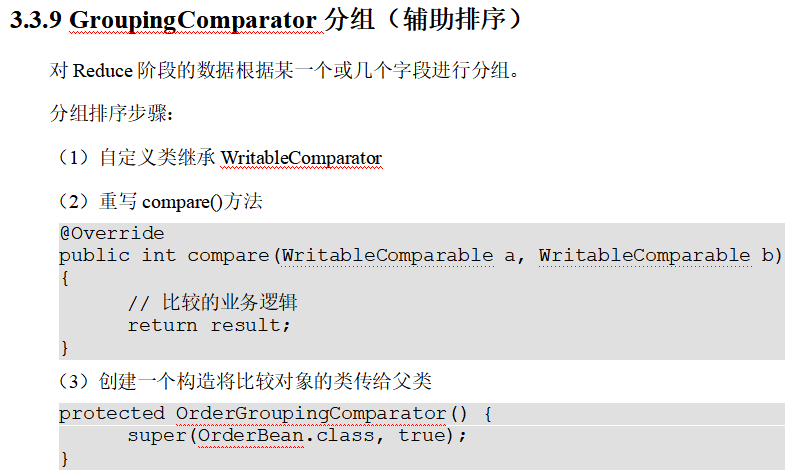 3.3.9 GroupingComparator 分组（辅助排序）
对 Reduce 阶段的数据根据某一个或几个字段进行分组。
分组排序步骤：
（1）自定义类继承 WritableComparator
（2）重写 compare()方法
@Override
public int compare(WritableComparable a, WritableComparable b)
{
// 比较的业务逻辑
return result;
}
（3）创建一个构造将比较对象的类传给父类
protected OrderGroupingComparator() {
super(OrderBean.class, true);
}